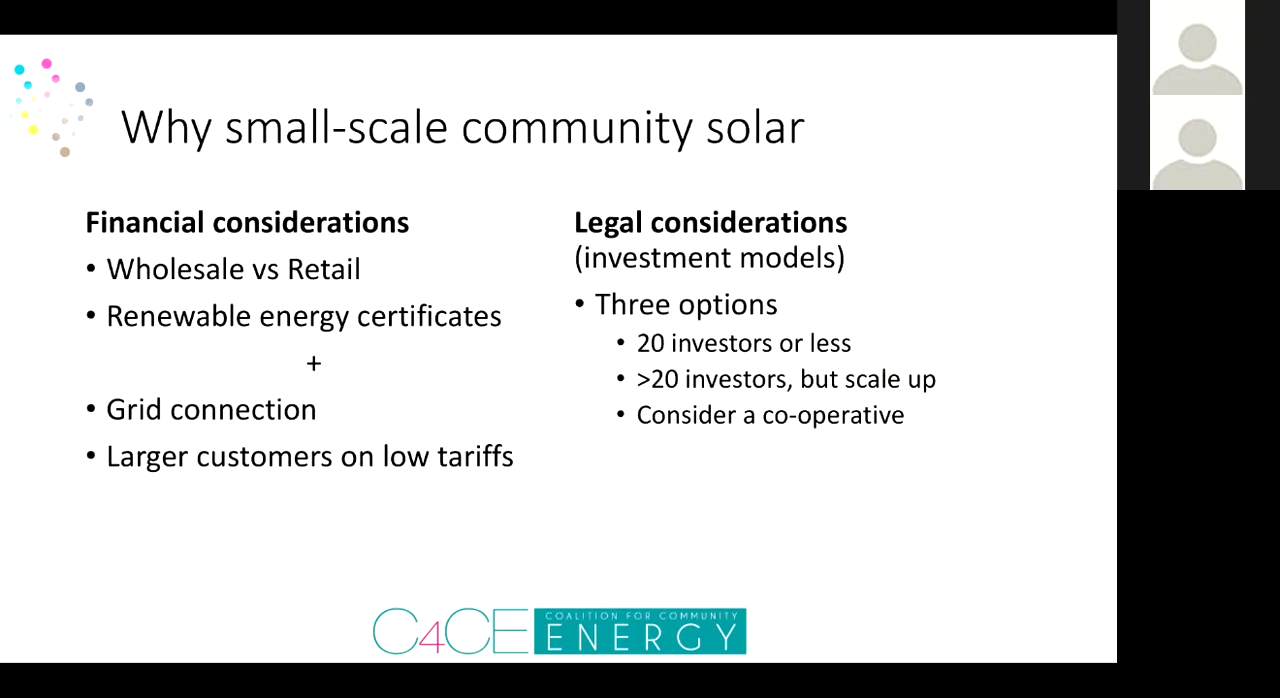 Why small-scale community solar
Financial considerations
• Wholesale vs Retail
• Renewable energy certificates
+
• Grid connection
• Larger customers on low tariffs
Legal considerations
(investment models)
• Three options
• 20 investors or less
• >20 investors, but scale up
• Consider a co-operative
C4CE
COALITION FOR COMMUNITY
ENERGY